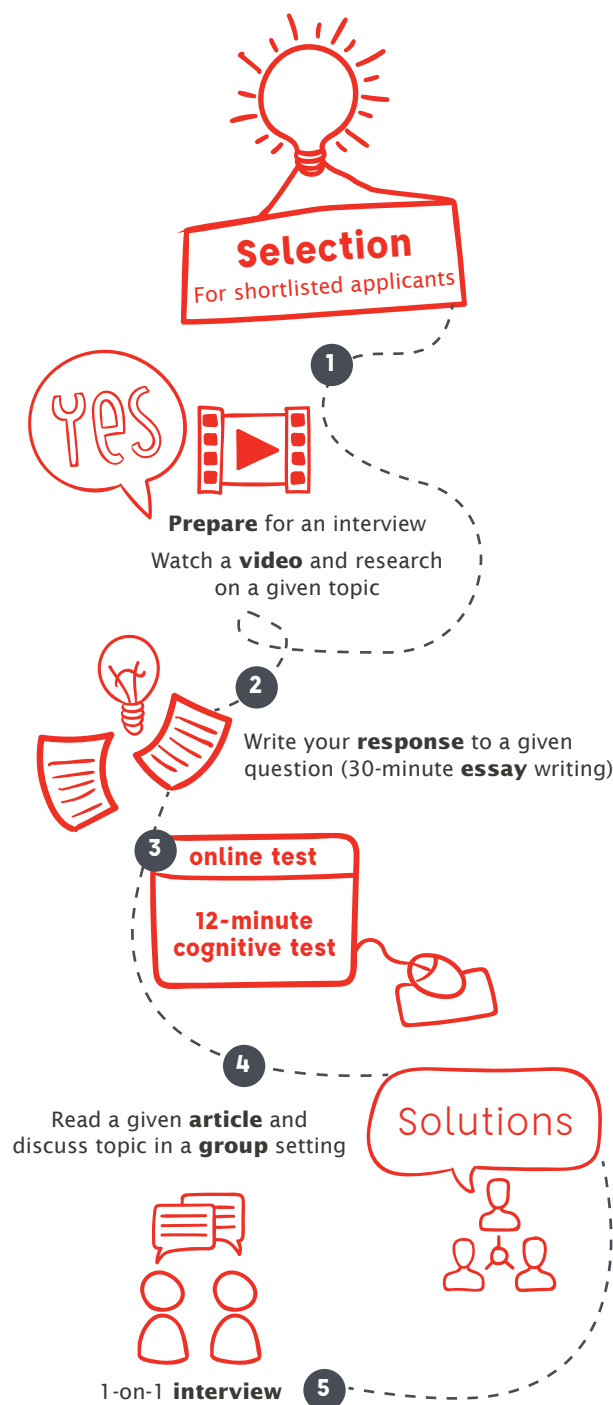 Selection
For shortlisted applicants
1
Yes
Prepare for an interview
Watch a video and research
on a given topic
2
Write your response to a given
question (30-minute essay writing)
3
online test
12-minute
cognitive test
4
Read a given article and
discuss topic in a group setting
Solutions
1-on-1 interview
5